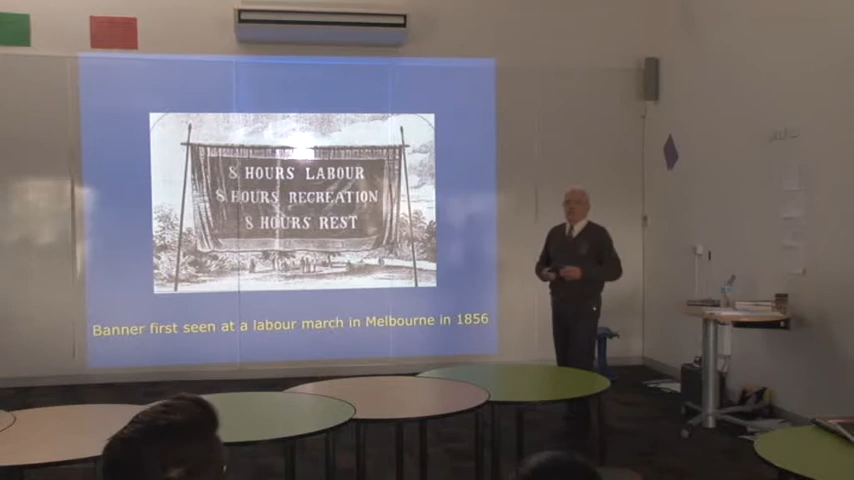 8 HOURS LABOUR
8 HOURS RECREATION
8 HOURS REST
Banner first seen at a labour march in Melbourne in 1856